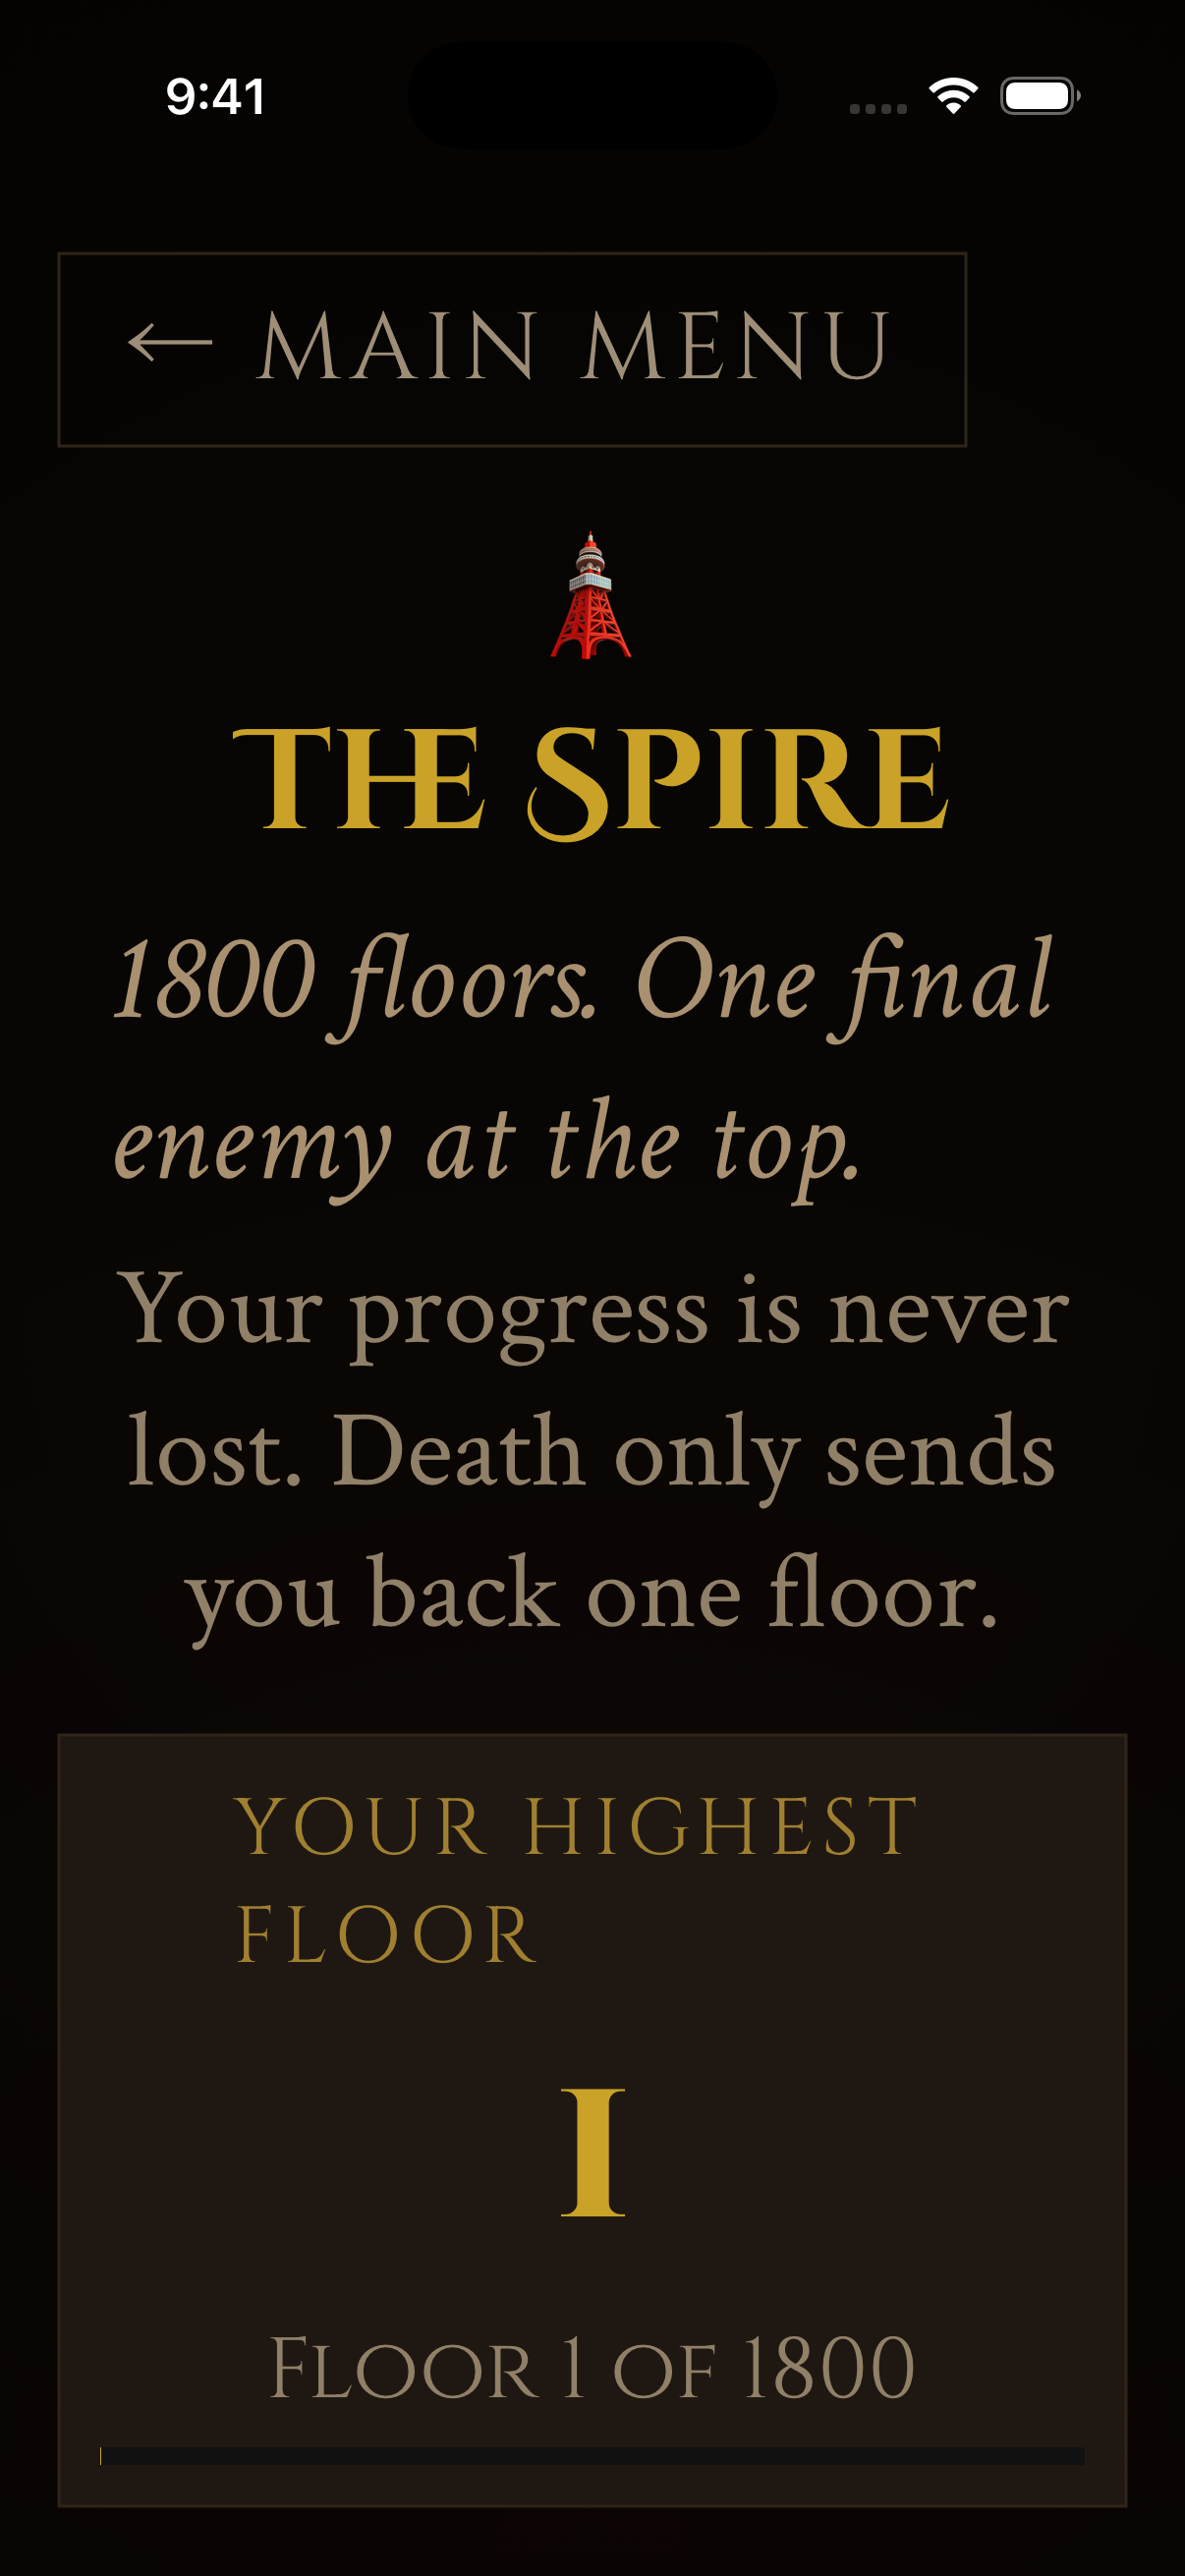 9:41
← MAIN MENU
THE SPIRE
1800 floors. One final
enemy at the top.
Your progress is never
lost. Death only sends
you back one floor.
YOUR HIGHEST
FLOOR
I
Floor 1 of 1800